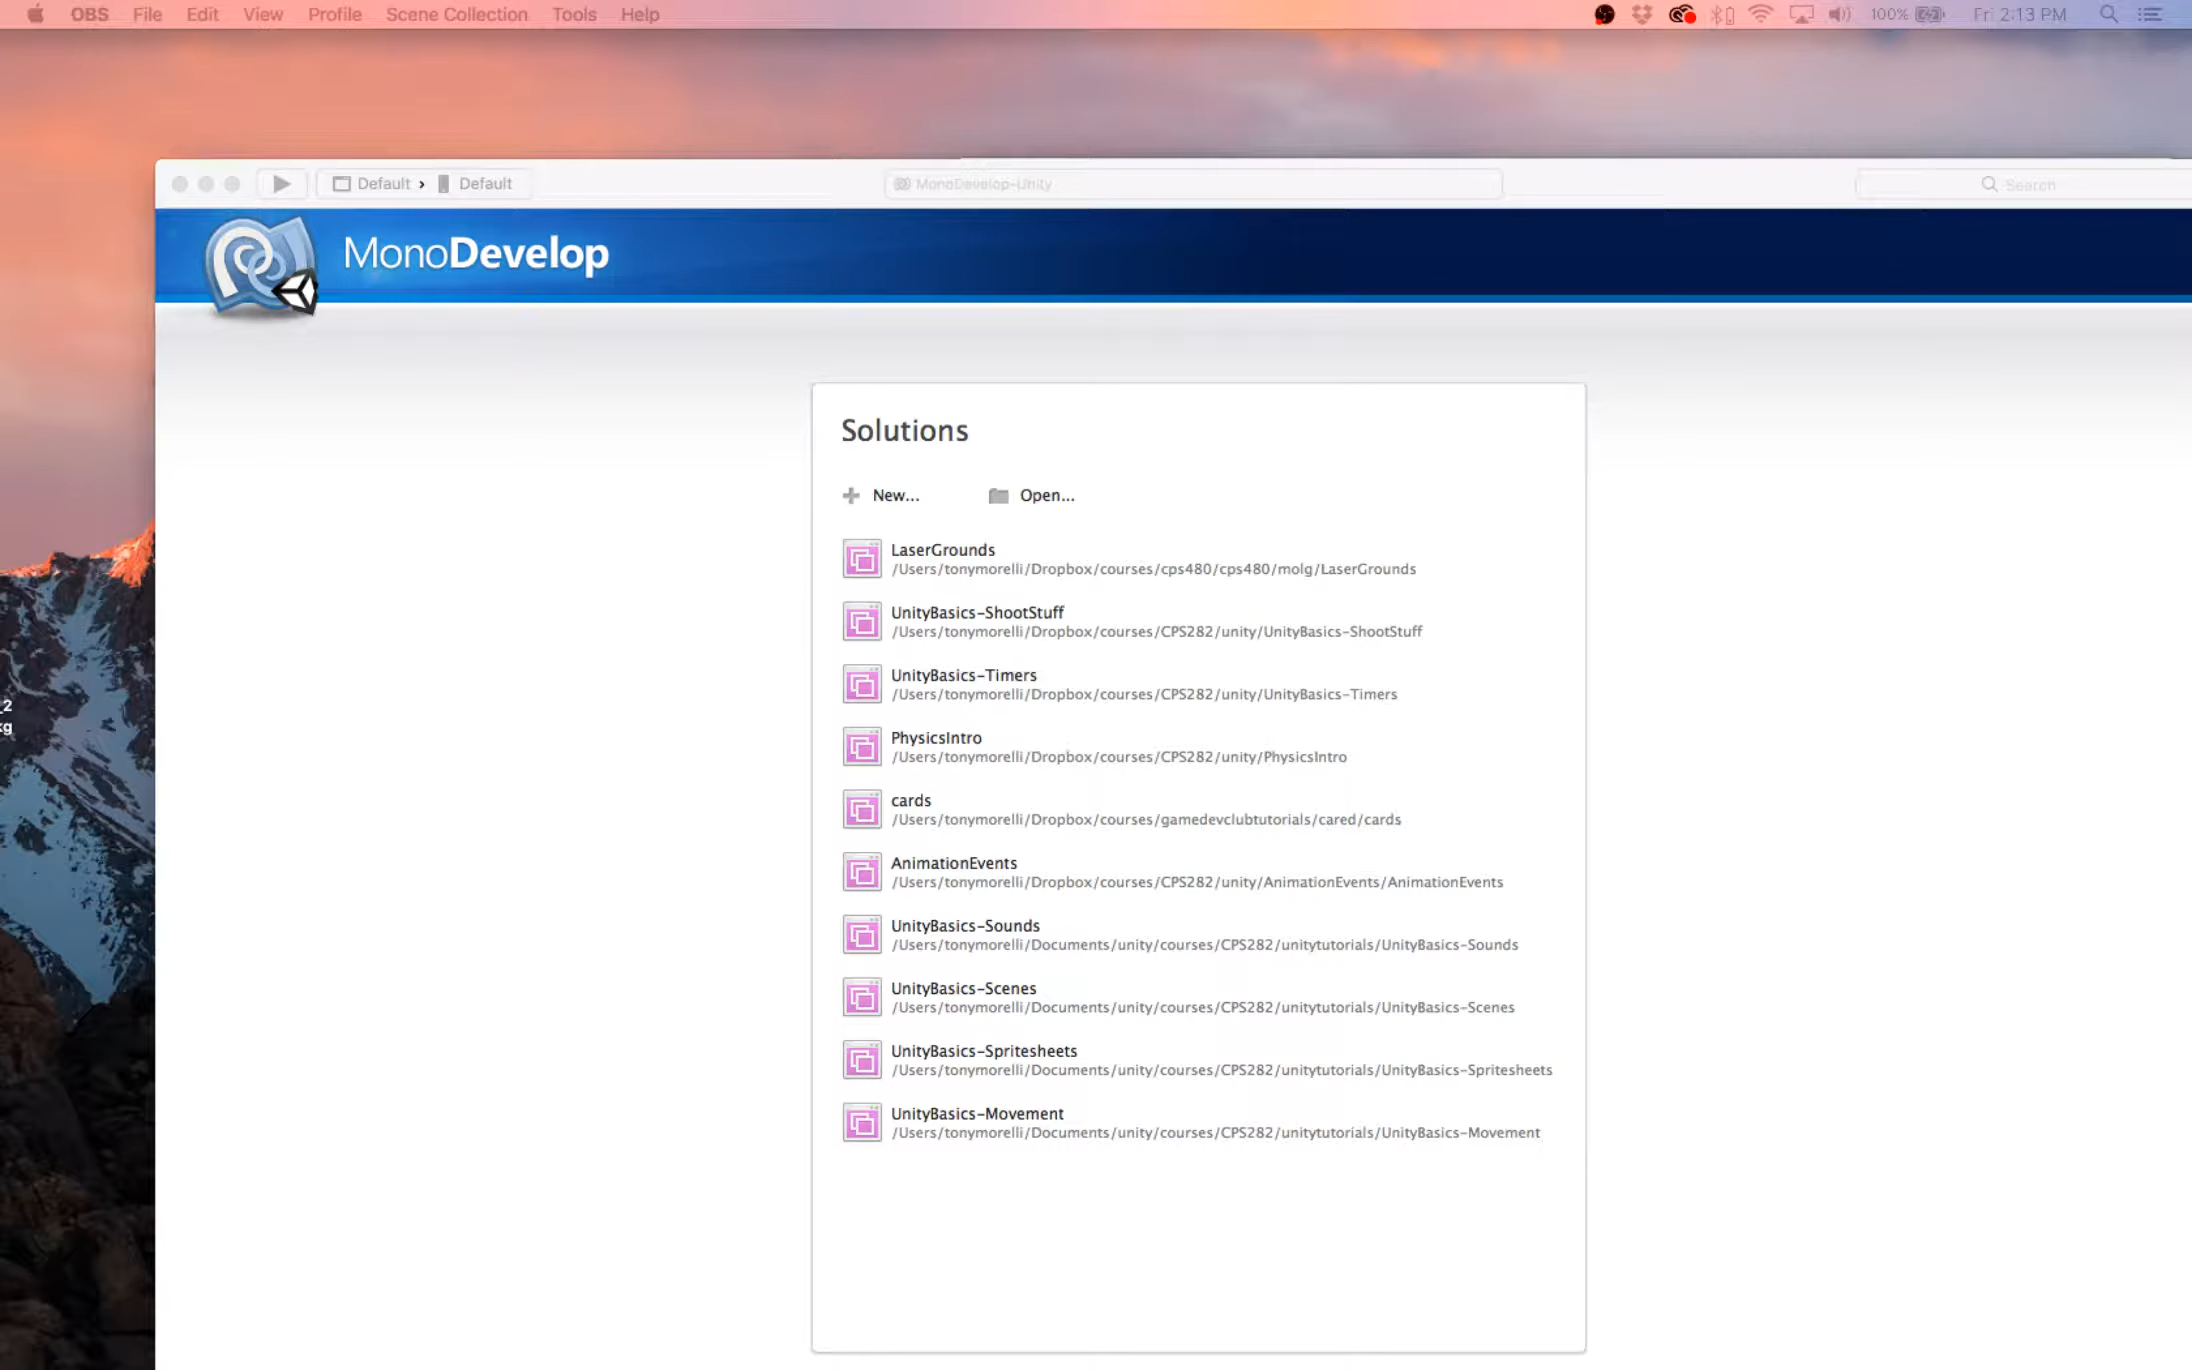 OBS File Edit View Profile Scene Collection Tools Help 100% Fri 2:13 PM
Default › Default MonoDevelop-Unity Search
MonoDevelop
Solutions
New... Open...
LaserGrounds
/Users/tonymorelli/Dropbox/courses/cps480/cps480/molg/LaserGrounds
UnityBasics-ShootStuff
/Users/tonymorelli/Dropbox/courses/CPS282/unity/UnityBasics-ShootStuff
UnityBasics-Timers
/Users/tonymorelli/Dropbox/courses/CPS282/unity/UnityBasics-Timers
_2
kg
PhysicsIntro
/Users/tonymorelli/Dropbox/courses/CPS282/unity/PhysicsIntro
cards
/Users/tonymorelli/Dropbox/courses/gamedevclubtutorials/cared/cards
AnimationEvents
/Users/tonymorelli/Dropbox/courses/CPS282/unity/AnimationEvents/AnimationEvents
UnityBasics-Sounds
/Users/tonymorelli/Documents/unity/courses/CPS282/unitytutorials/UnityBasics-Sounds
UnityBasics-Scenes
/Users/tonymorelli/Documents/unity/courses/CPS282/unitytutorials/UnityBasics-Scenes
UnityBasics-Spritesheets
/Users/tonymorelli/Documents/unity/courses/CPS282/unitytutorials/UnityBasics-Spritesheets
UnityBasics-Movement
/Users/tonymorelli/Documents/unity/courses/CPS282/unitytutorials/UnityBasics-Movement